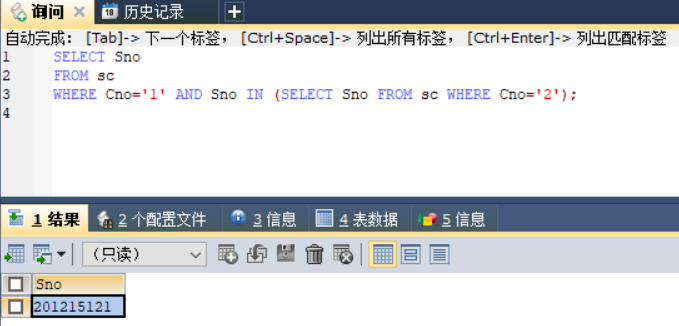 询问 历史记录
自动完成: [Tab]-> 下一个标签, [Ctrl+Space]-> 列出所有标签, [Ctrl+Enter]-> 列出匹配标签
1 SELECT Sno
2 FROM sc
3 WHERE Cno='1' AND Sno IN (SELECT Sno FROM sc WHERE Cno='2');
4
1 结果 2 个配置文件 3 信息 4 表数据 5 信息
(只读)
Sno
201215121